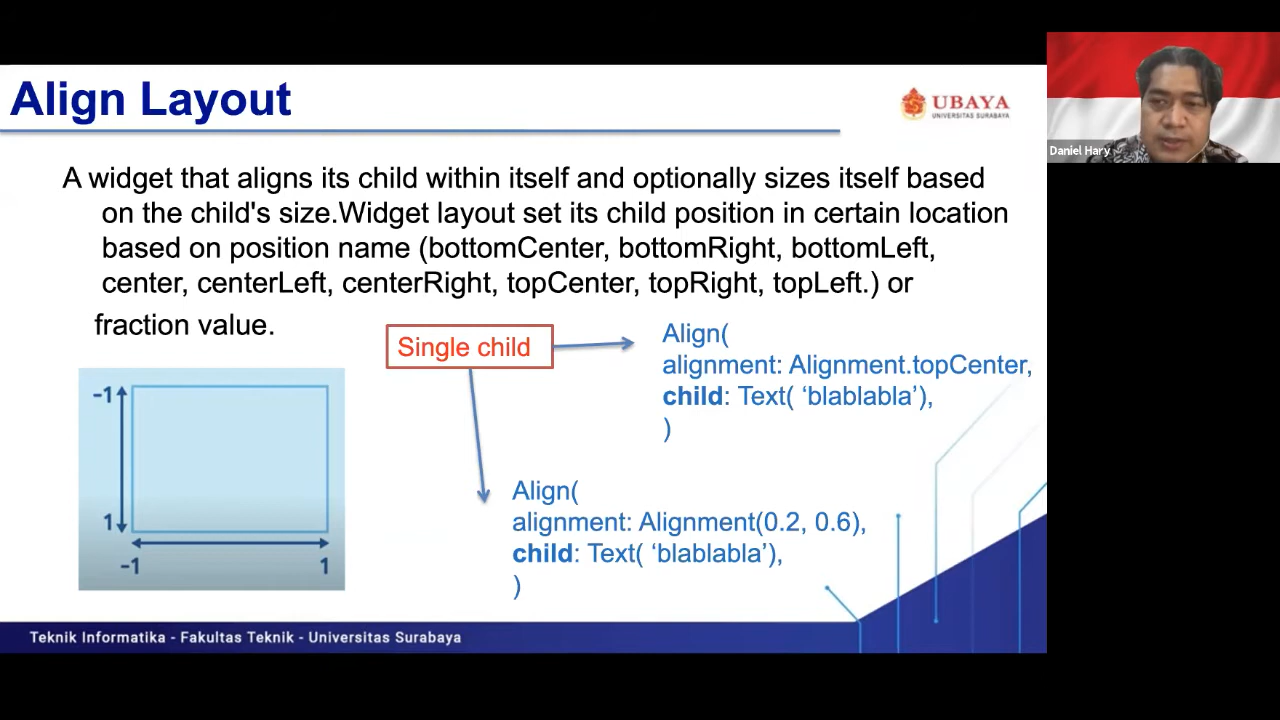 Align Layout
UBAYA
UNIVERSITAS SURABAYA
Daniel Hary
A widget that aligns its child within itself and optionally sizes itself based
on the child's size.Widget layout set its child position in certain location
based on position name (bottomCenter, bottomRight, bottomLeft,
center, centerLeft, centerRight, topCenter, topRight, topLeft.) or
fraction value.
Single child
Align(
alignment: Alignment.topCenter,
child: Text( ‘blablabla’),
)
-1
1
-1
1
Align(
alignment: Alignment(0.2, 0.6),
child: Text( ‘blablabla’),
)
Teknik Informatika - Fakultas Teknik - Universitas Surabaya